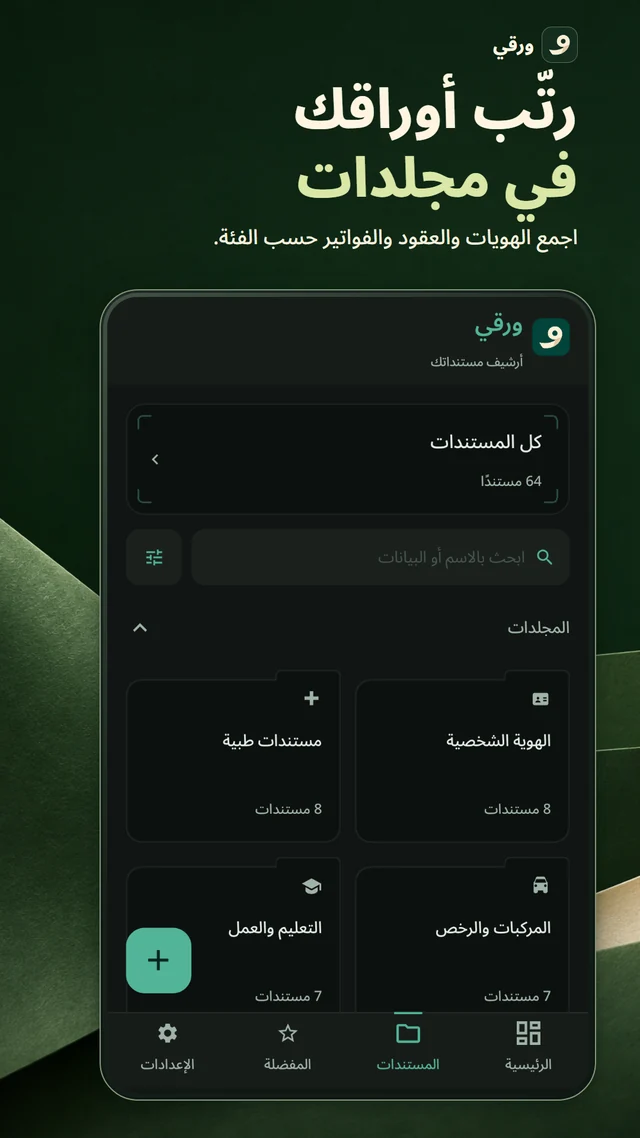 و ورقي
رتّب أوراقك
في مجلدات
اجمع الهويات والعقود والفواتير حسب الفئة.
و ورقي
أرشيف مستنداتك
كل المستندات
64 مستندًا
ابحث بالاسم أو البيانات
المجلدات
الهوية الشخصية
8 مستندات
مستندات طبية
8 مستندات
المركبات والرخص
7 مستندات
التعليم والعمل
7 مستندات
الرئيسية
المستندات
المفضلة
الإعدادات